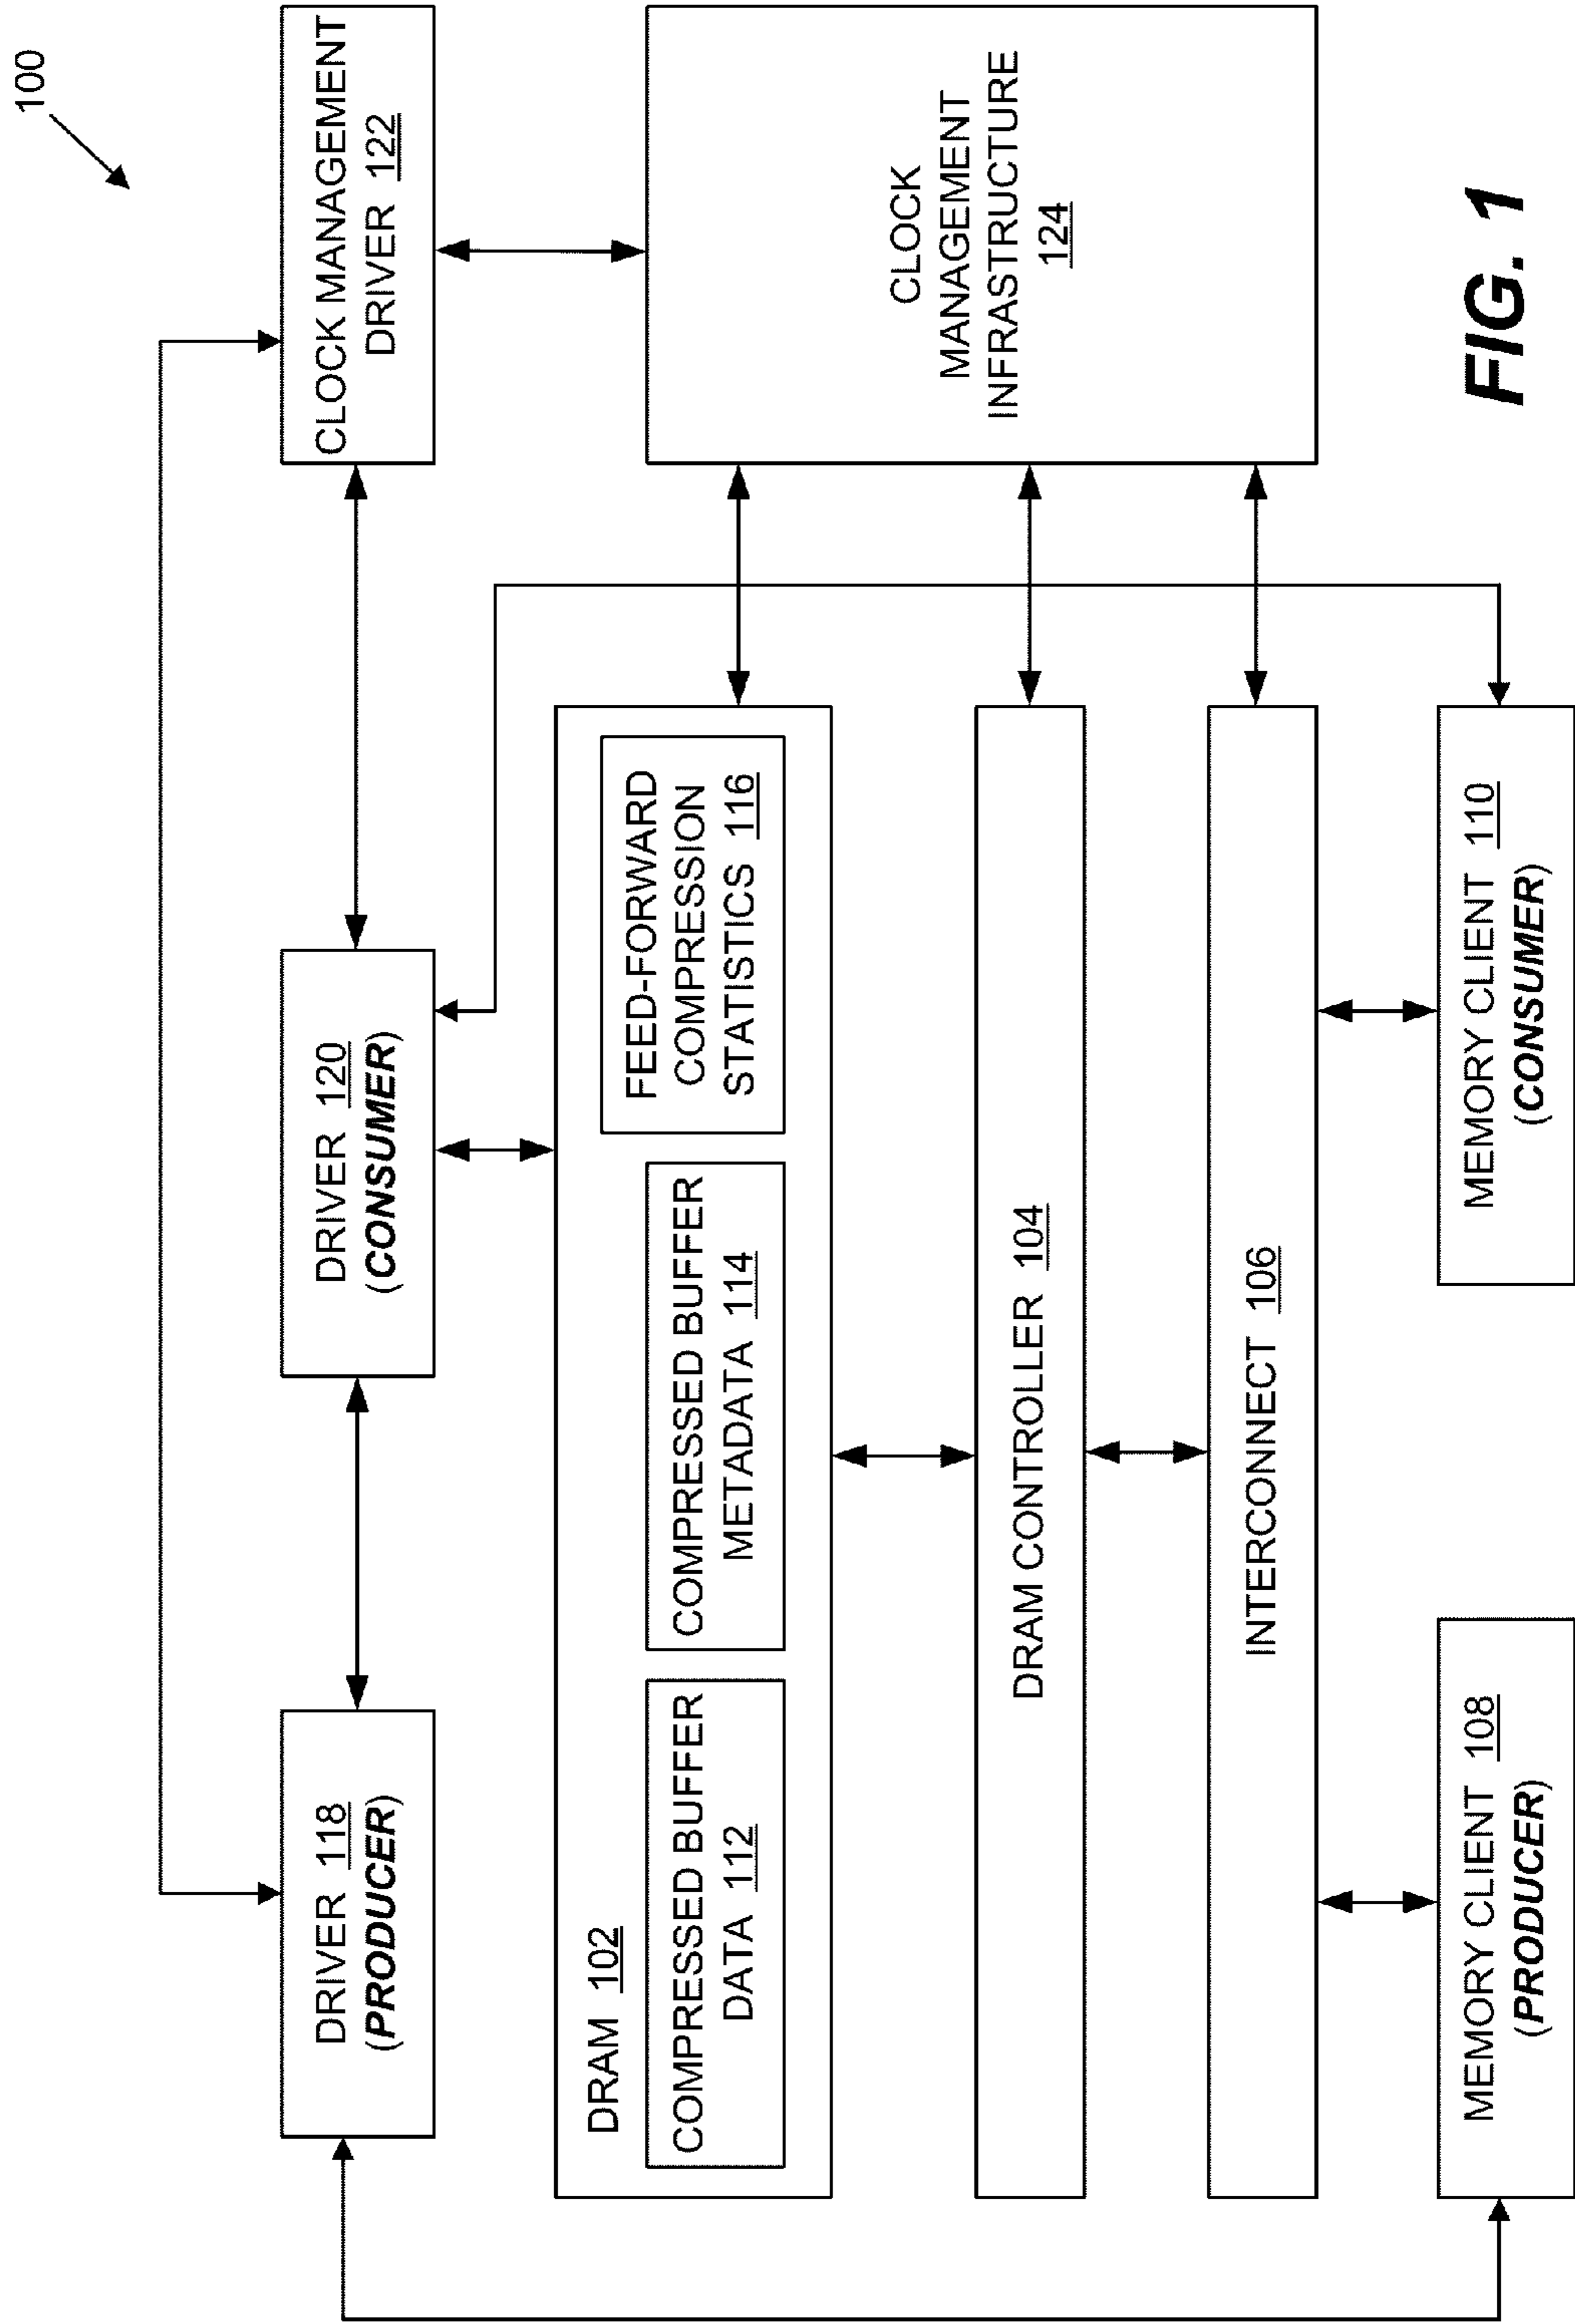 100
DRIVER 118
(PRODUCER)
DRIVER 120
(CONSUMER)
CLOCK MANAGEMENT
DRIVER 122
DRAM 102
COMPRESSED BUFFER
DATA 112
COMPRESSED BUFFER
METADATA 114
FEED-FORWARD
COMPRESSION
STATISTICS 116
CLOCK
MANAGEMENT
INFRASTRUCTURE
124
DRAM CONTROLLER 104
INTERCONNECT 106
MEMORY CLIENT 108
(PRODUCER)
MEMORY CLIENT 110
(CONSUMER)
FIG. 1